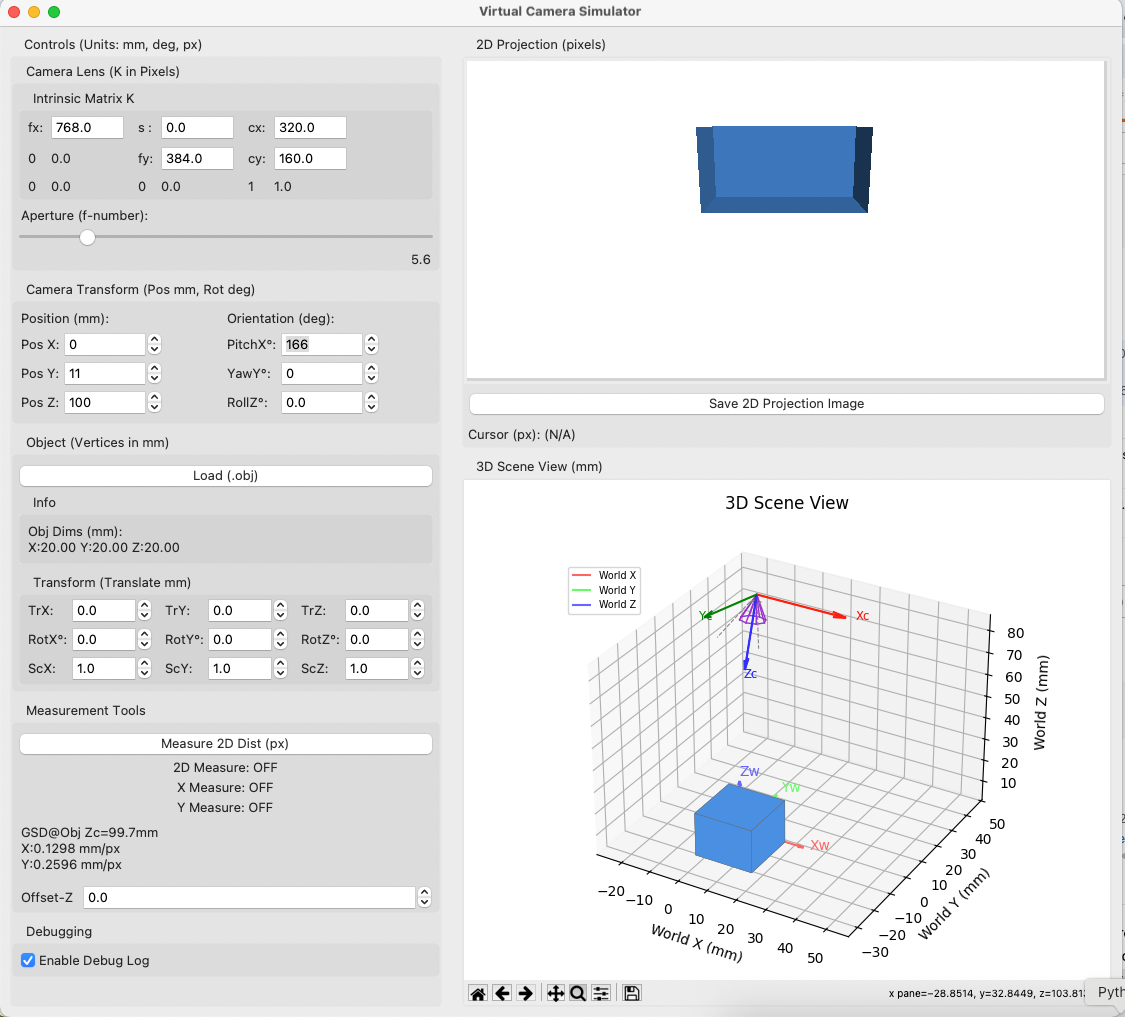 Virtual Camera Simulator
Controls (Units: mm, deg, px)
Camera Lens (K in Pixels)
Intrinsic Matrix K
fx: 768.0 s : 0.0 cx: 320.0
0 0.0 fy: 384.0 cy: 160.0
0 0.0 0 0.0 1 1.0
Aperture (f-number):
5.6
Camera Transform (Pos mm, Rot deg)
Position (mm): Orientation (deg):
Pos X: 0 PitchX°: 166
Pos Y: 11 YawY°: 0
Pos Z: 100 RollZ°: 0.0
Object (Vertices in mm)
Load (.obj)
Info
Obj Dims (mm):
X:20.00 Y:20.00 Z:20.00
Transform (Translate mm)
TrX: 0.0 TrY: 0.0 TrZ: 0.0
RotX°: 0.0 RotY°: 0.0 RotZ°: 0.0
ScX: 1.0 ScY: 1.0 ScZ: 1.0
Measurement Tools
Measure 2D Dist (px)
2D Measure: OFF
X Measure: OFF
Y Measure: OFF
GSD@Obj Zc=99.7mm
X:0.1298 mm/px
Y:0.2596 mm/px
Offset-Z 0.0
Debugging
Enable Debug Log
2D Projection (pixels)
Save 2D Projection Image
Cursor (px): (N/A)
3D Scene View (mm)
3D Scene View
World X
World Y
World Z
Yc
Xc
Zc
Zw
Yw
Xw
80
70
60
50
40
30
20
10
World Z (mm)
50
40
30
20
10
0
−10
−20
−30
World Y (mm)
−20
−10
0
10
20
30
40
50
World X (mm)
x pane=−28.8514, y=32.8449, z=103.81
Pyth